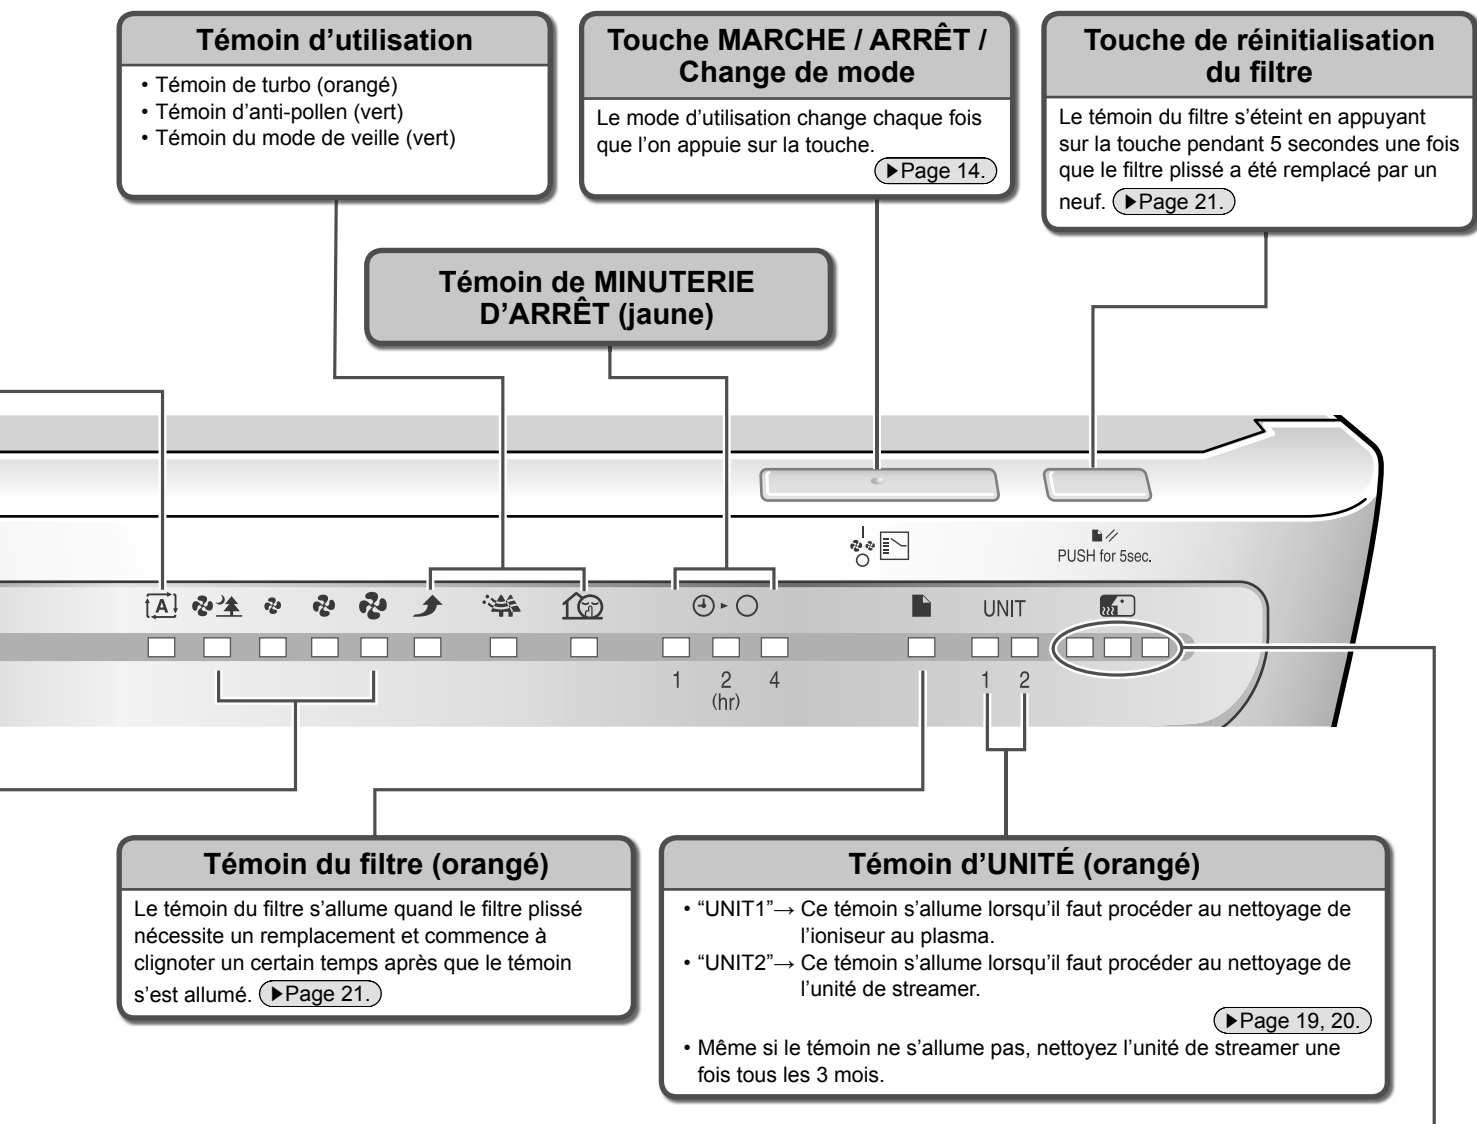 Témoin d’utilisation
• Témoin de turbo (orangé)
• Témoin d’anti-pollen (vert)
• Témoin du mode de veille (vert)
Touche MARCHE / ARRÊT /
Change de mode
Le mode d’utilisation change chaque fois
que l’on appuie sur la touche.
▶Page 14.
Touche de réinitialisation
du filtre
Le témoin du filtre s’éteint en appuyant
sur la touche pendant 5 secondes une fois
que le filtre plissé a été remplacé par un
neuf. ▶Page 21.
Témoin de MINUTERIE
D’ARRÊT (jaune)
PUSH for 5sec.
A
UNIT
1 2 4 1 2
(hr)
Témoin du filtre (orangé)
Le témoin du filtre s’allume quand le filtre plissé
nécessite un remplacement et commence à
clignoter un certain temps après que le témoin
s’est allumé. ▶Page 21.
Témoin d’UNITÉ (orangé)
• “UNIT1”→ Ce témoin s’allume lorsqu’il faut procéder au nettoyage de
l’ioniseur au plasma.
• “UNIT2”→ Ce témoin s’allume lorsqu’il faut procéder au nettoyage de
l’unité de streamer.
▶Page 19, 20.
• Même si le témoin ne s’allume pas, nettoyez l’unité de streamer une
fois tous les 3 mois.